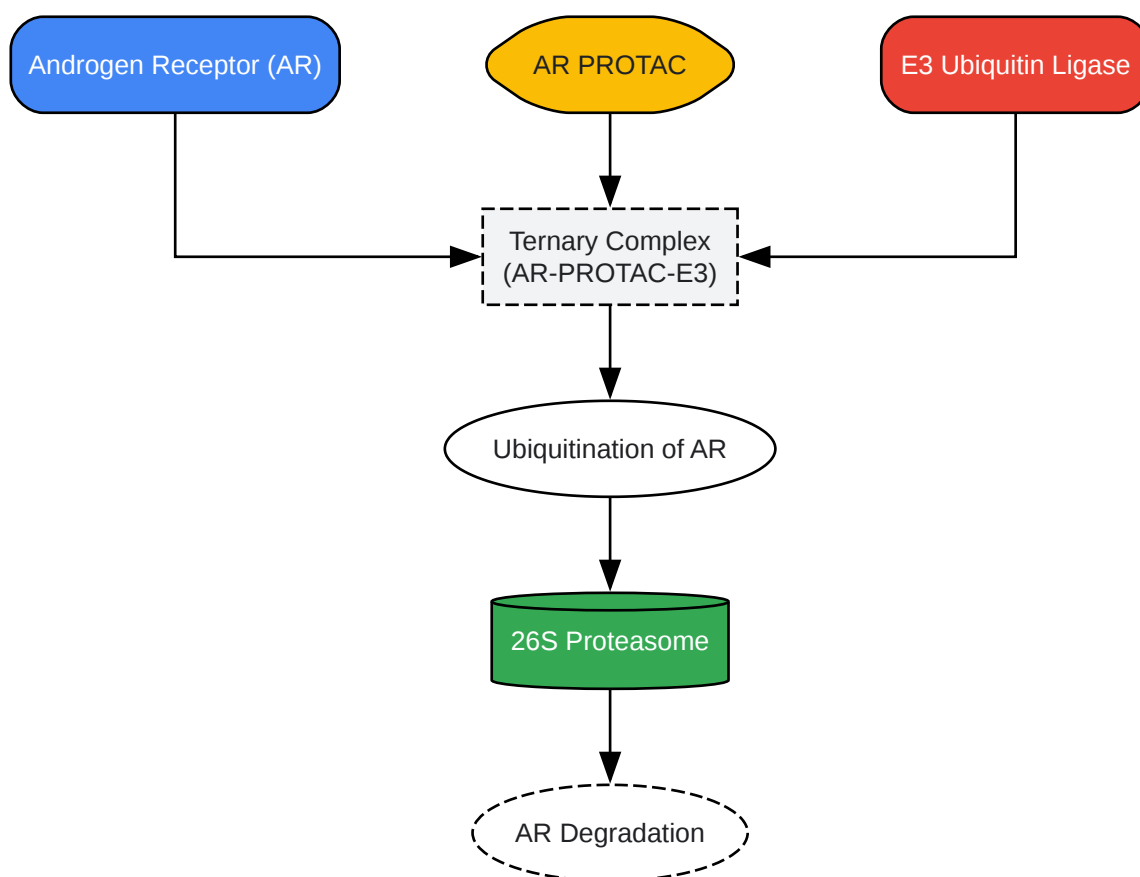 Androgen Receptor (AR)
AR PROTAC
E3 Ubiquitin Ligase
Ternary Complex
(AR-PROTAC-E3)
Ubiquitination of AR
26S Proteasome
AR Degradation